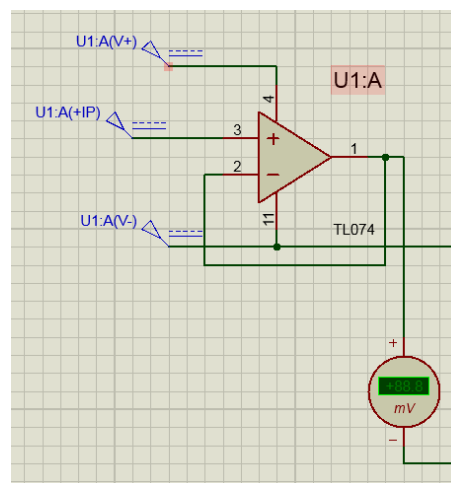 U1:A(V+)
U1:A
4
U1:A(+IP)
3
+
1
2
−
U1:A(V-)
11
TL074
+
+88.8
mV
−